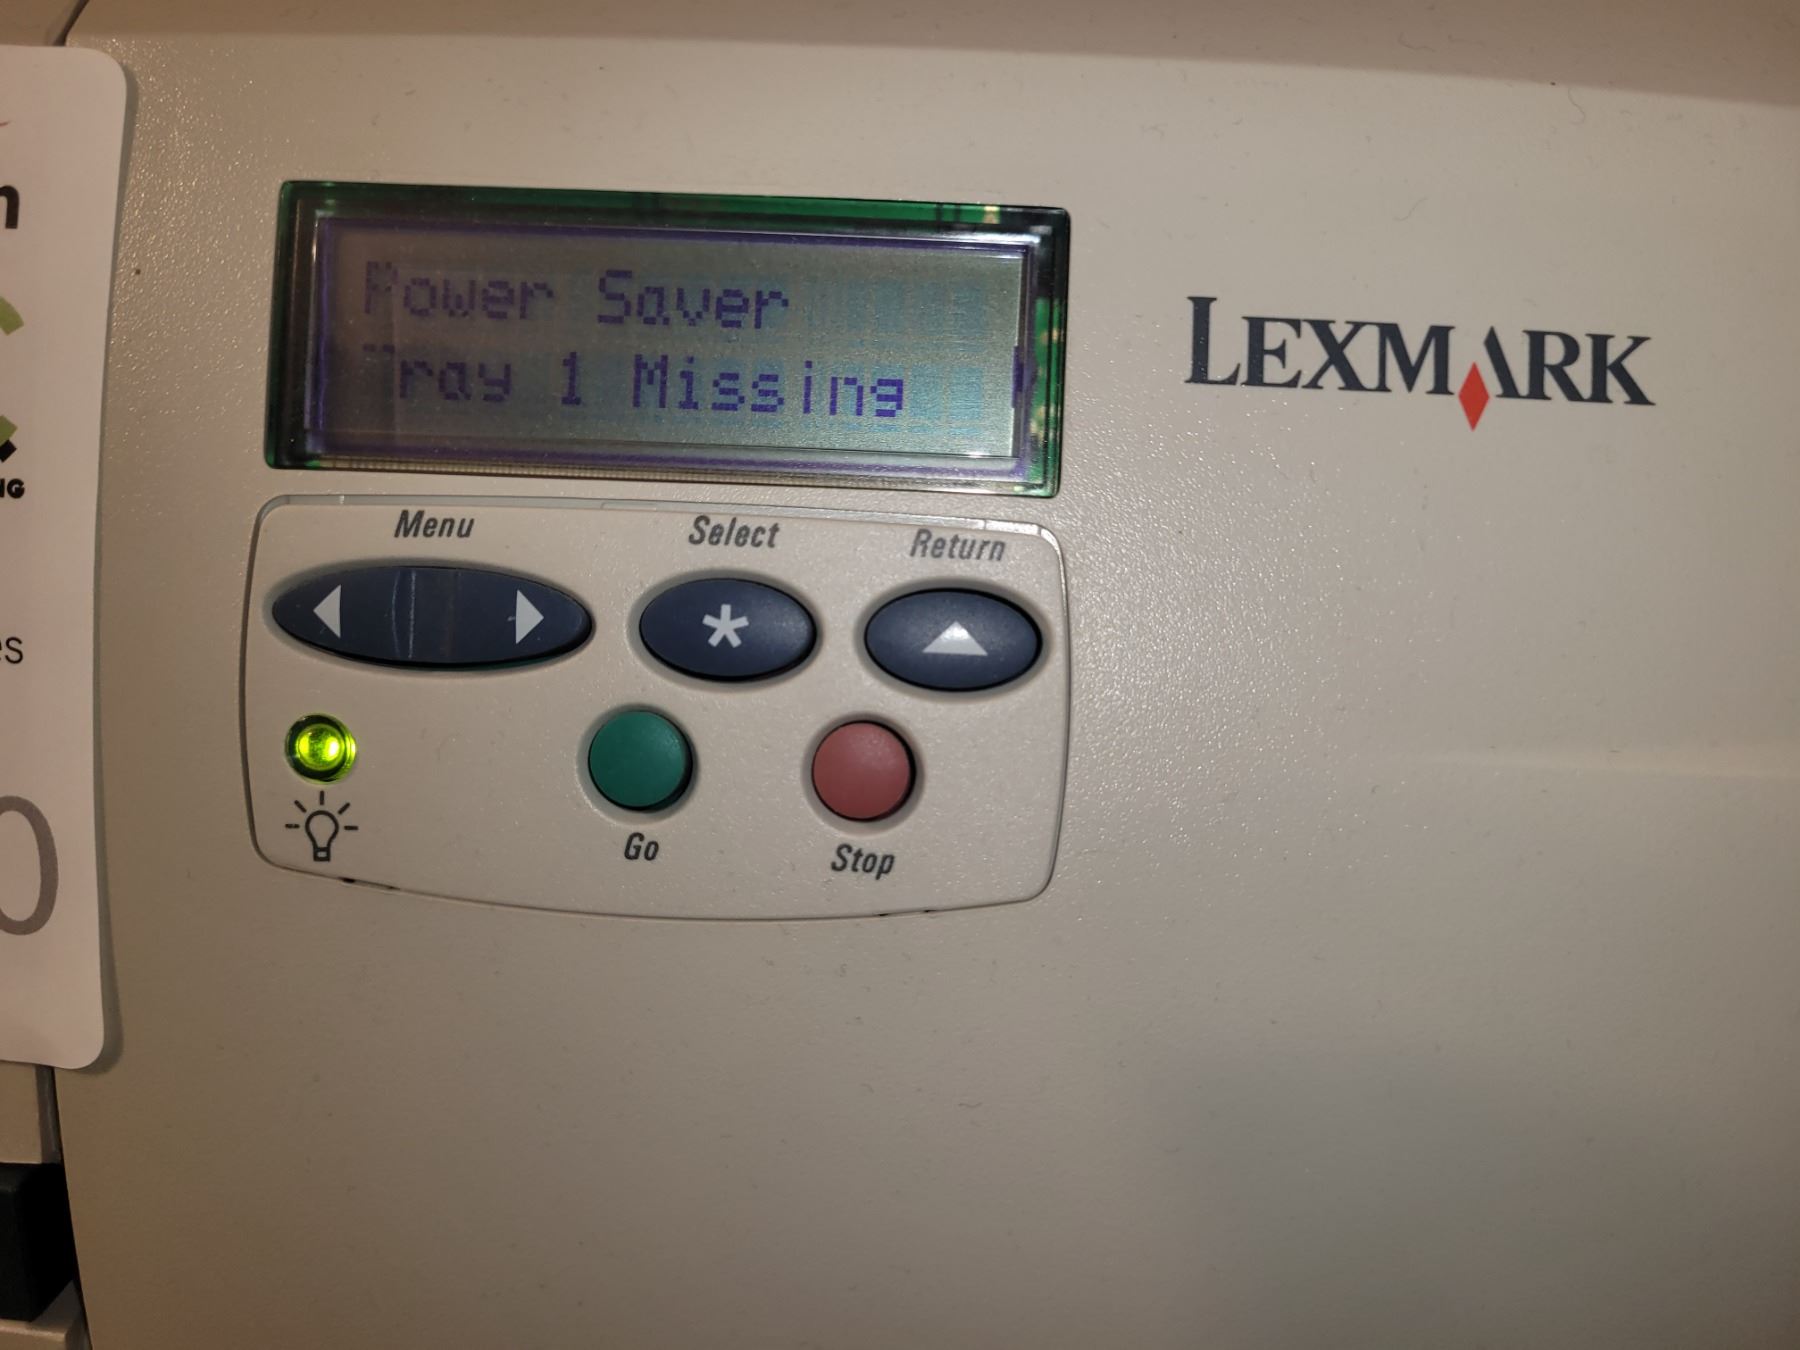 Power Saver
Tray 1 Missing
LEXMARK
Menu
Select
Return
Go
Stop